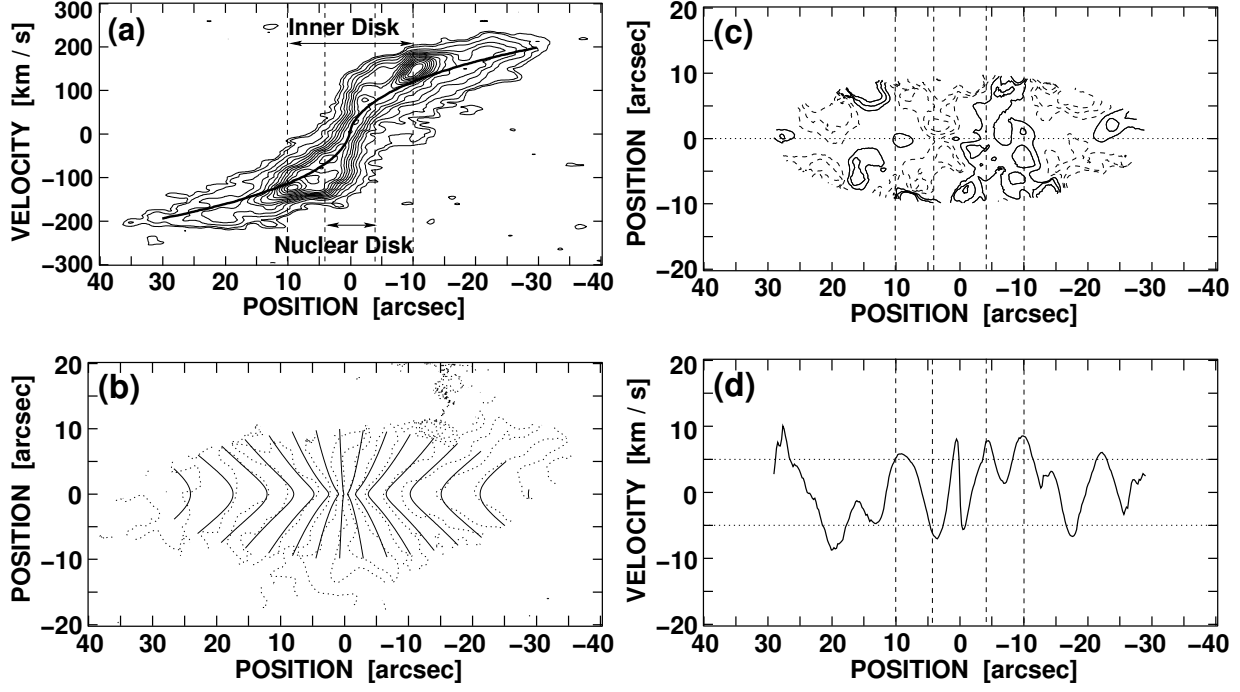 (a)
Inner Disk
Nuclear Disk
VELOCITY [km / s]
300
200
100
0
−100
−200
−300
40 30 20 10 0 −10 −20 −30 −40
POSITION [arcsec]
(c)
POSITION [arcsec]
20
10
0
−10
−20
40 30 20 10 0 −10 −20 −30 −40
POSITION [arcsec]
(b)
POSITION [arcsec]
20
10
0
−10
−20
40 30 20 10 0 −10 −20 −30 −40
POSITION [arcsec]
(d)
VELOCITY [km / s]
20
10
0
−10
−20
40 30 20 10 0 −10 −20 −30 −40
POSITION [arcsec]